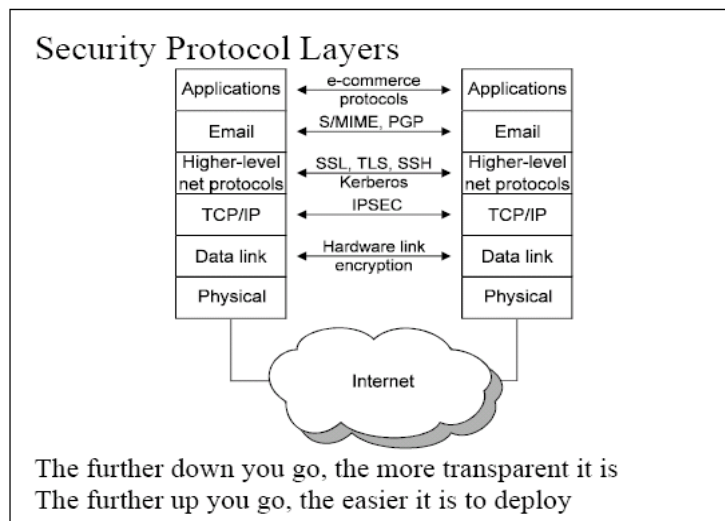 Security Protocol Layers
Applications
e-commerce
protocols
Applications
Email
S/MIME, PGP
Email
Higher-level
net protocols
SSL, TLS, SSH
Kerberos
Higher-level
net protocols
TCP/IP
IPSEC
TCP/IP
Data link
Hardware link
encryption
Data link
Physical
Physical
Internet
The further down you go, the more transparent it is
The further up you go, the easier it is to deploy